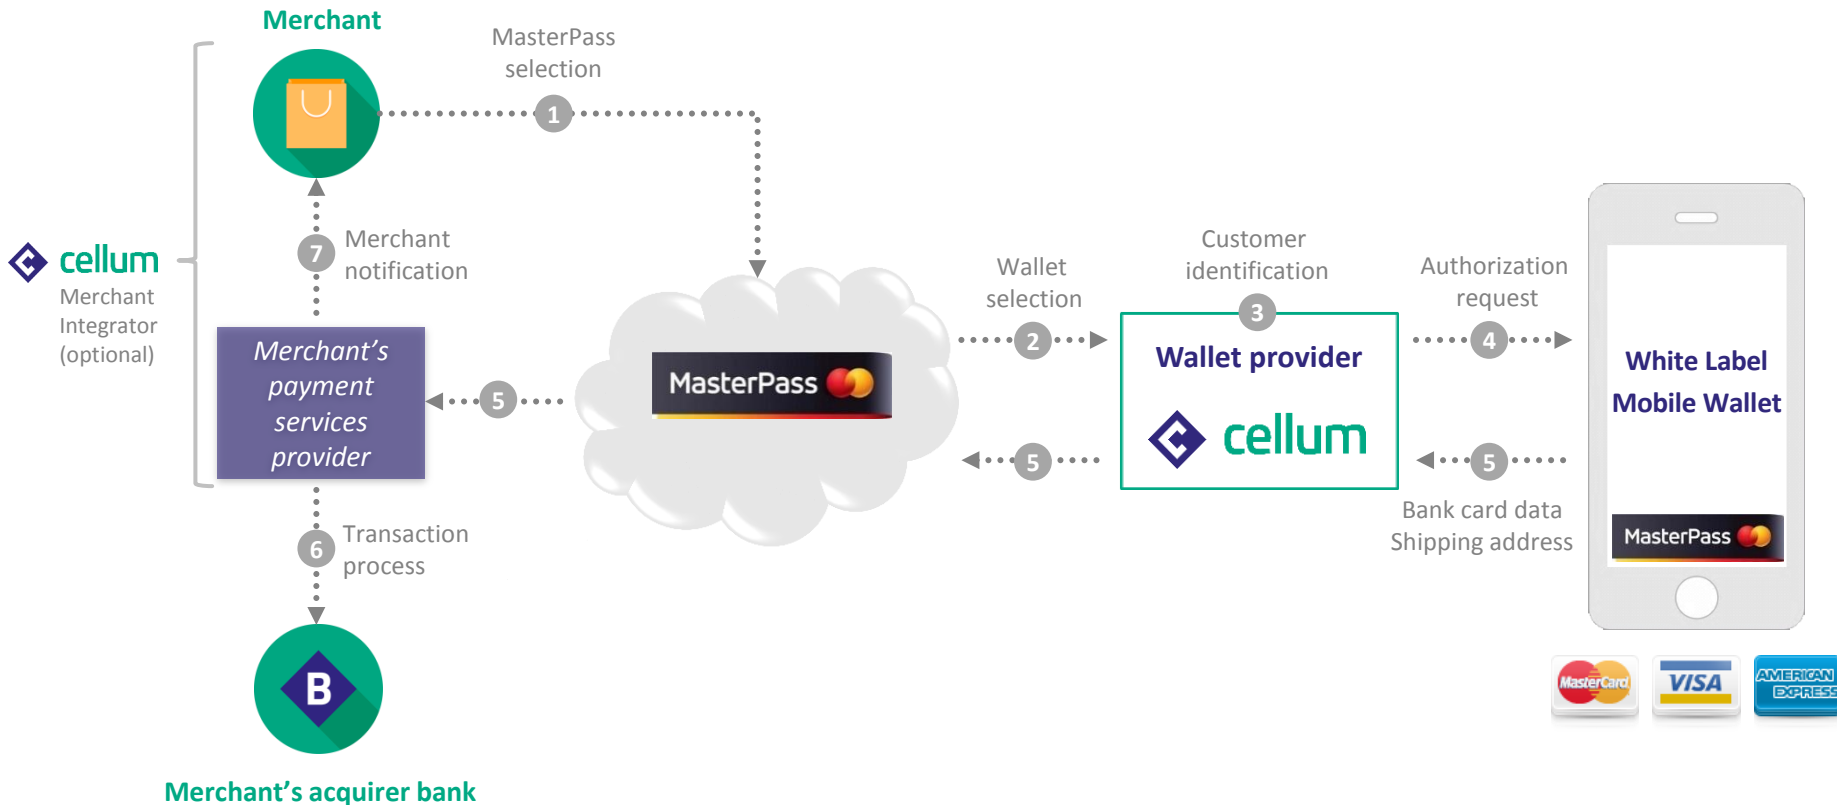 Merchant
MasterPass
selection
1
cellum
Merchant
Integrator
(optional)
7
Merchant
notification
Merchant's
payment
services
provider
5
MasterPass
Wallet
selection
2
5
Customer
identification
3
Wallet provider
cellum
Authorization
request
4
5
Bank card data
Shipping address
White Label
Mobile Wallet
MasterPass
6
Transaction
process
B
Merchant's acquirer bank
MasterCard
VISA
AMERICAN
EXPRESS